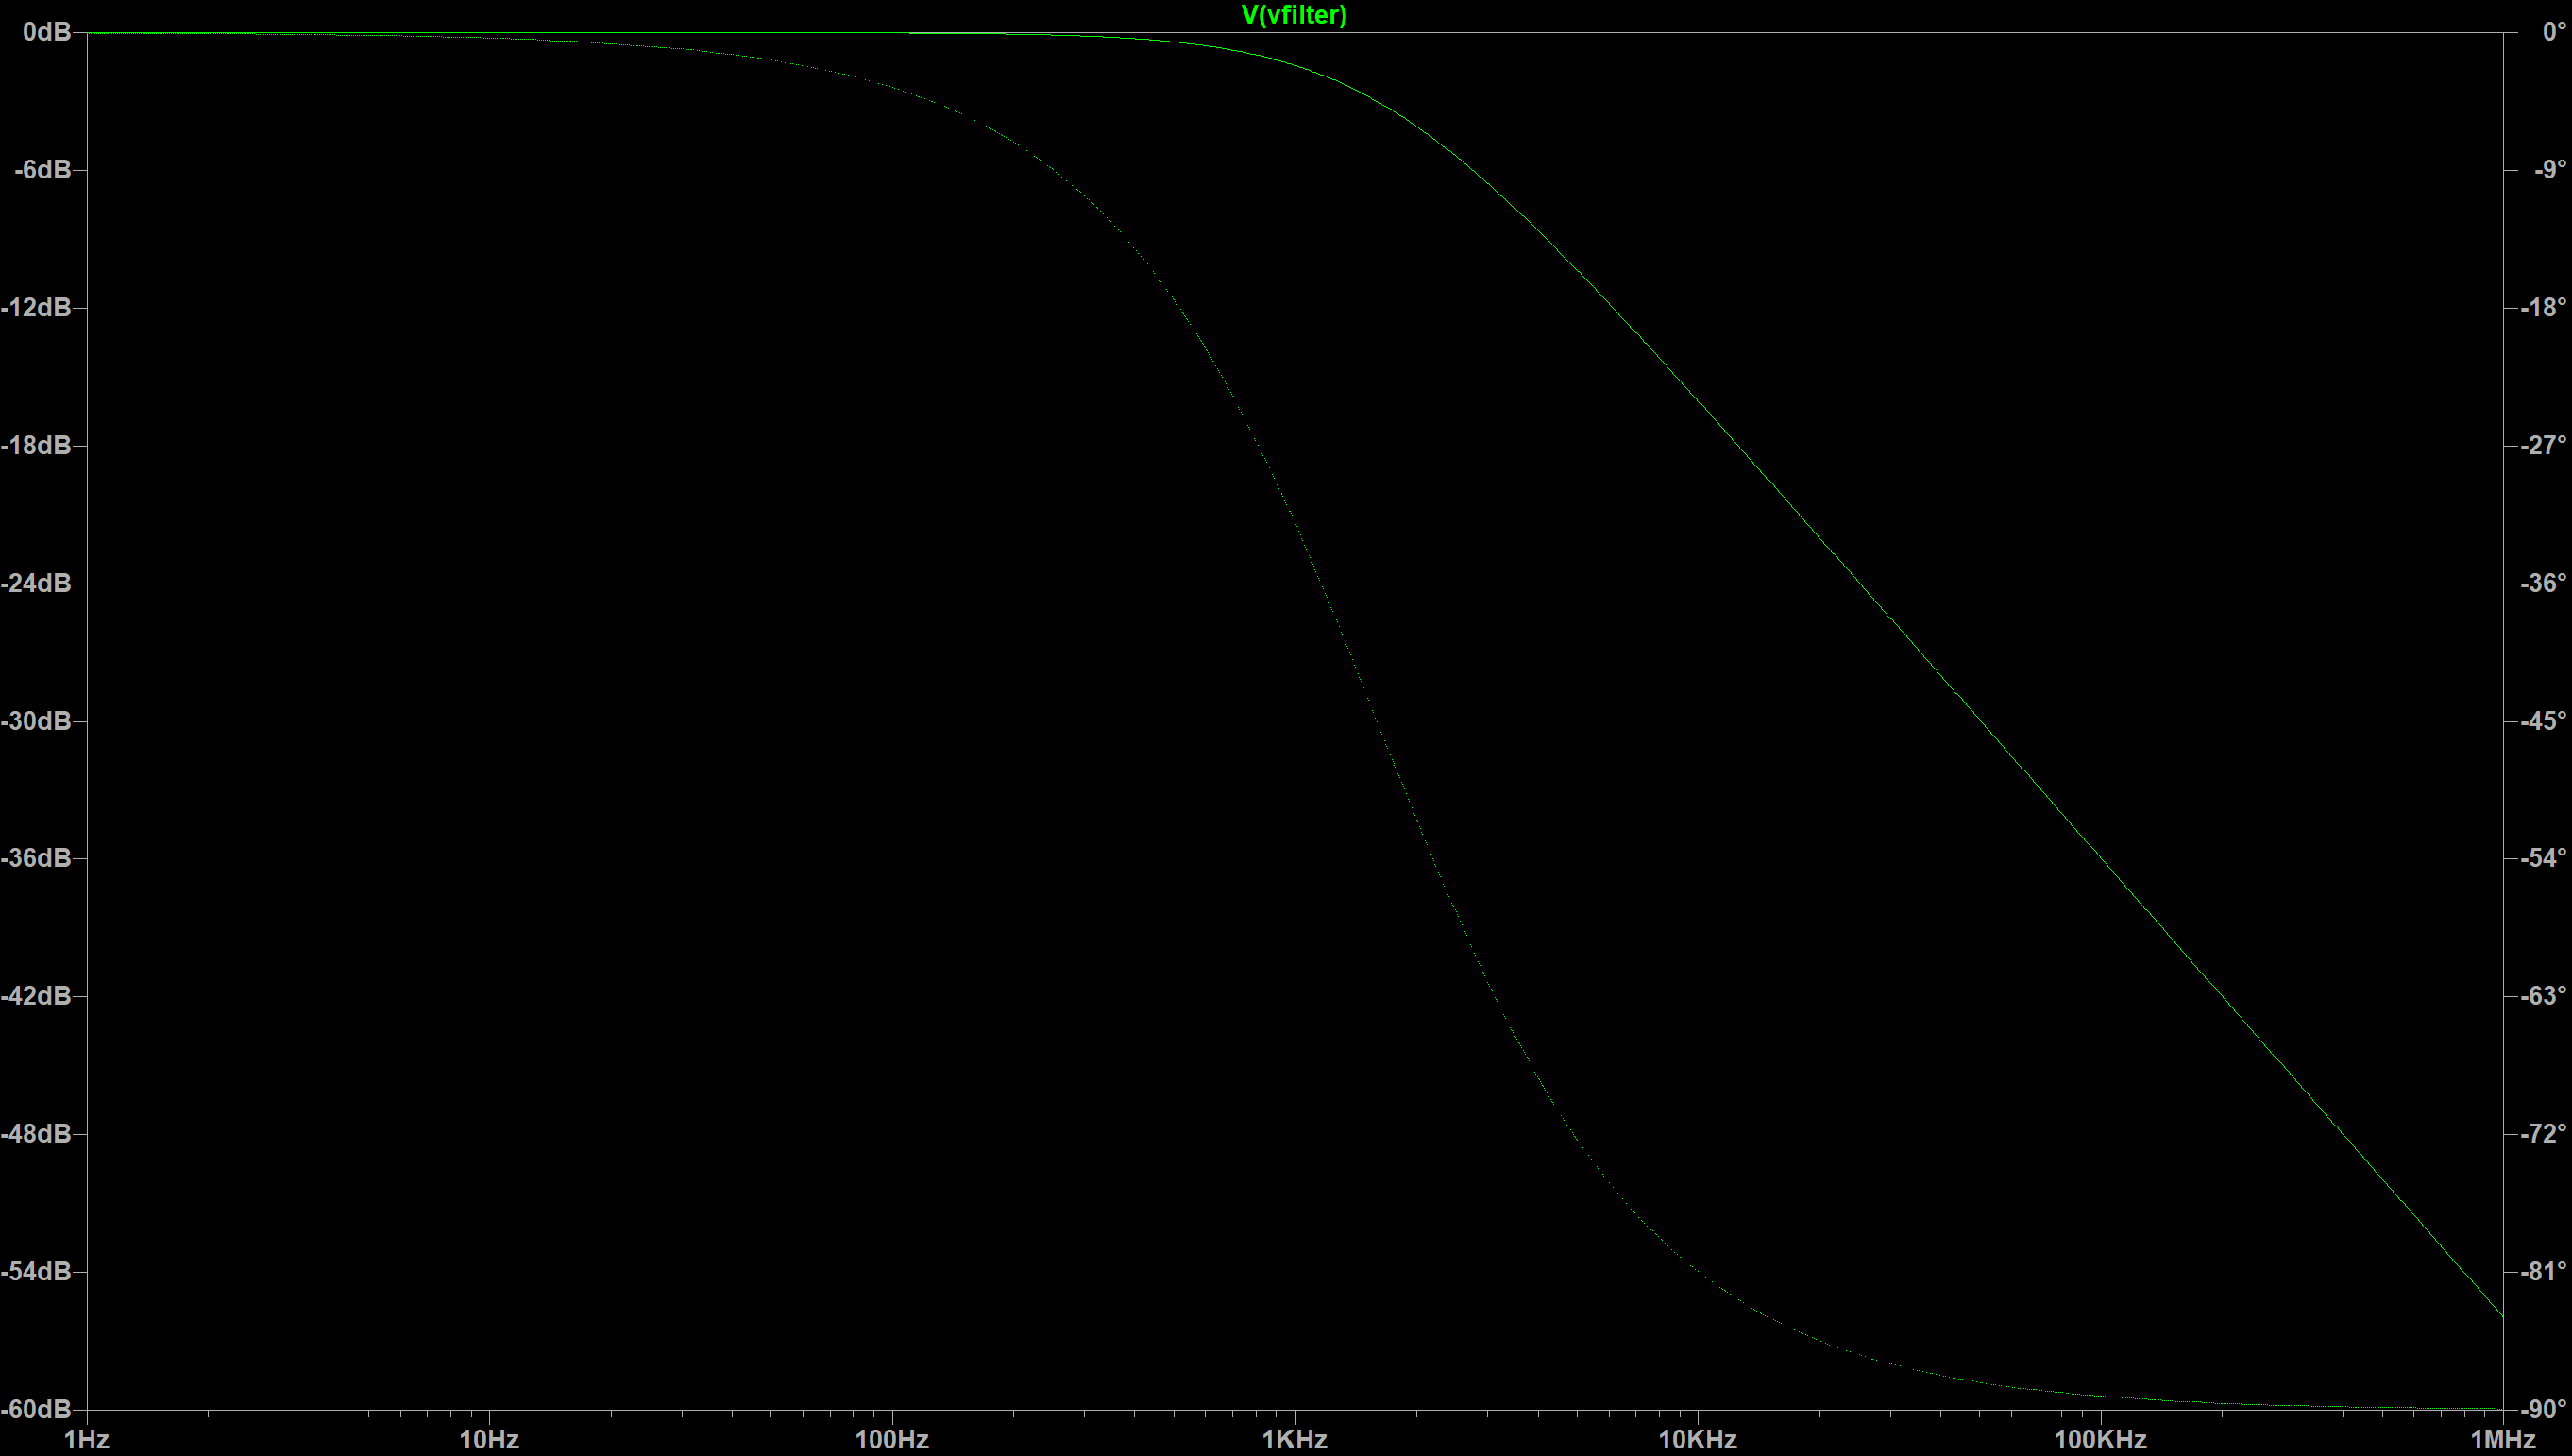 V(vfilter)
0dB
-6dB
-12dB
-18dB
-24dB
-30dB
-36dB
-42dB
-48dB
-54dB
-60dB
0°
-9°
-18°
-27°
-36°
-45°
-54°
-63°
-72°
-81°
-90°
1Hz 10Hz 100Hz 1KHz 10KHz 100KHz 1MHz